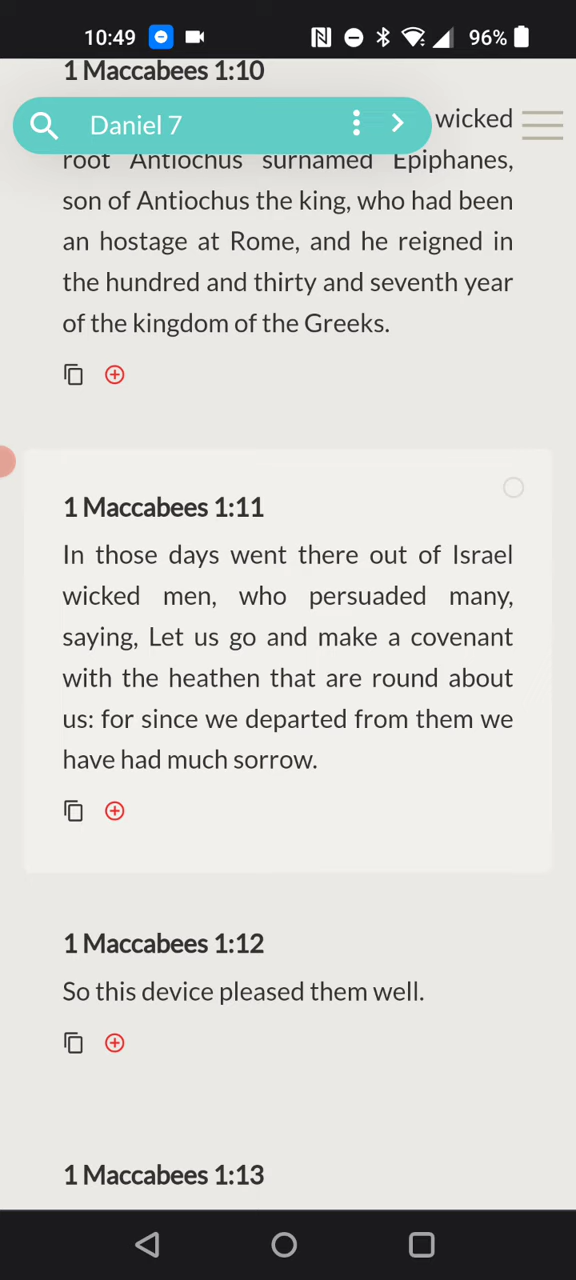 10:49
96%
1 Maccabees 1:10
Daniel 7
wicked
root Antiochus surnamed Epiphanes,
son of Antiochus the king, who had been
an hostage at Rome, and he reigned in
the hundred and thirty and seventh year
of the kingdom of the Greeks.
1 Maccabees 1:11
In those days went there out of Israel
wicked men, who persuaded many,
saying, Let us go and make a covenant
with the heathen that are round about
us: for since we departed from them we
have had much sorrow.
1 Maccabees 1:12
So this device pleased them well.
1 Maccabees 1:13